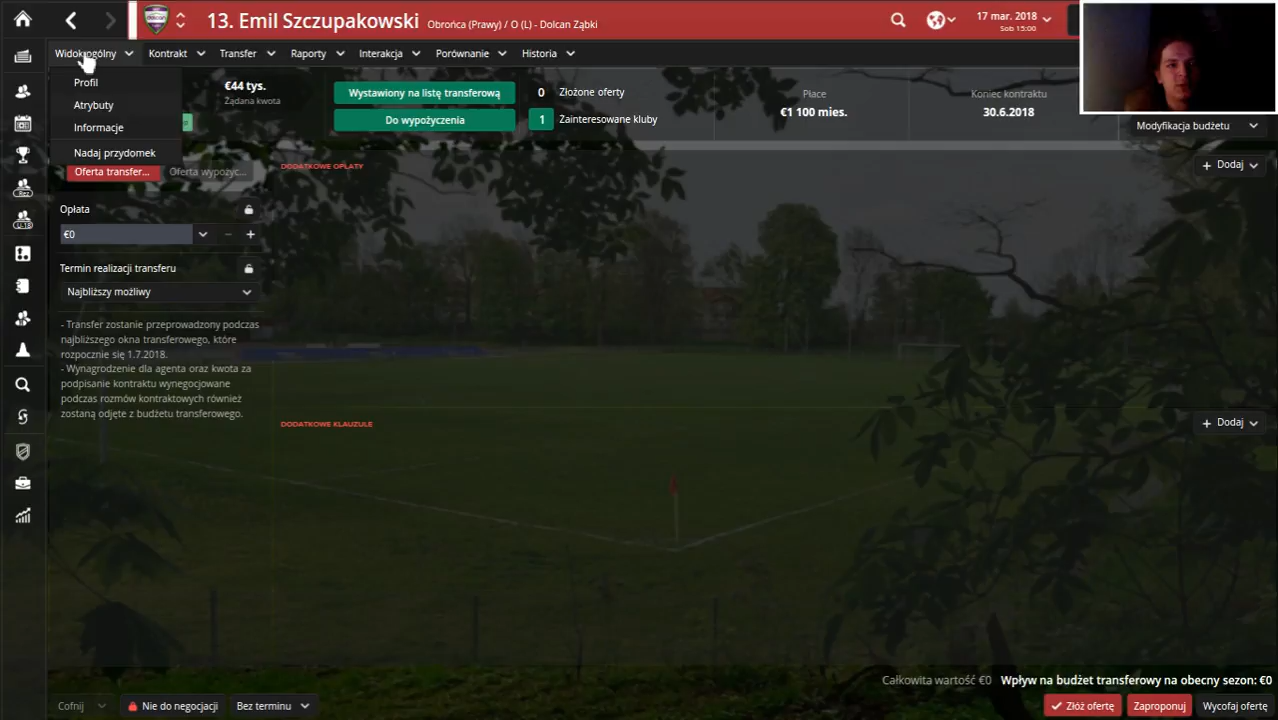 13. Emil Szczupakowski
Obrońca (Prawy) / O (L) - Dolcan Ząbki
17 mar. 2018
Sob 15:00
Widok ogólny
Kontrakt
Transfer
Raporty
Interakcja
Porównanie
Historia
Profil
Atrybuty
Informacje
Nadaj przydomek
€44 tys.
Żądana kwota
Wystawiony na listę transferową
Do wypożyczenia
0 Złożone oferty
1 Zainteresowane kluby
Płace
€1 100 mies.
Koniec kontraktu
30.6.2018
Modyfikacja budżetu
Oferta transfer...
Oferta wypożyc...
DODATKOWE OPŁATY
Dodaj
Opłata
€0
Termin realizacji transferu
Najbliższy możliwy
- Transfer zostanie przeprowadzony podczas
najbliższego okna transferowego, które
rozpocznie się 1.7.2018.
- Wynagrodzenie dla agenta oraz kwota za
podpisanie kontraktu wynegocjowane
podczas rozmów kontraktowych również
zostaną odjęte z budżetu transferowego.
DODATKOWE KLAUZULE
Dodaj
Całkowita wartość €0 Wpływ na budżet transferowy na obecny sezon: €0
Cofnij
Nie do negocjacji
Bez terminu
Złóż ofertę
Zaproponuj
Wycofaj ofertę